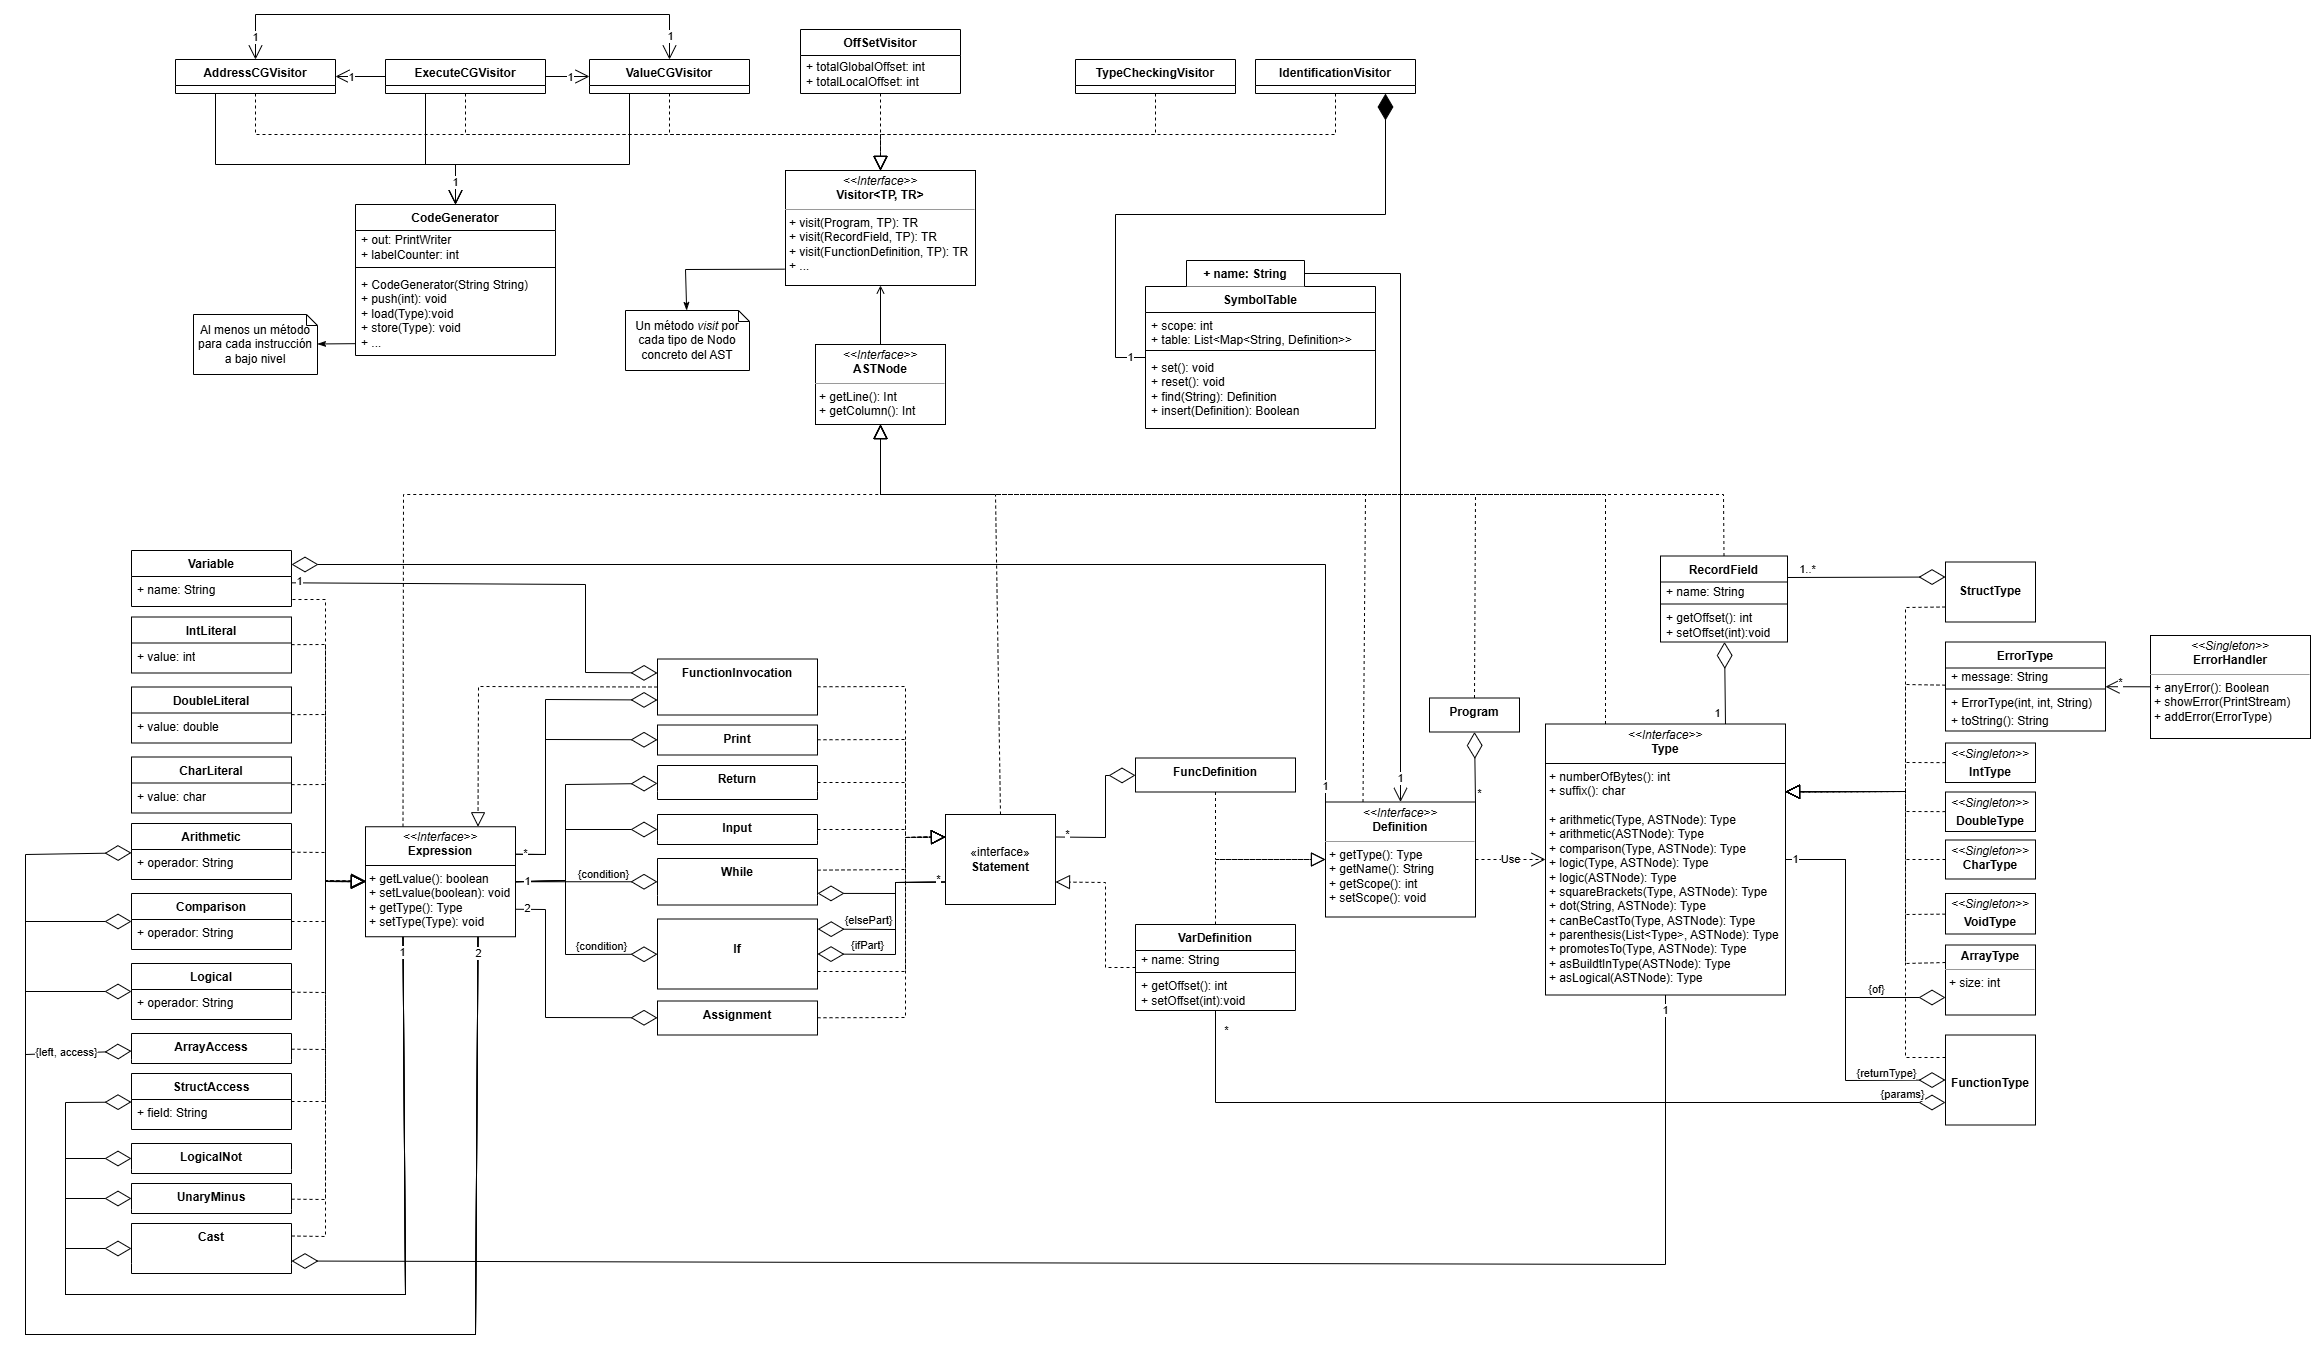 1
1
AddressCGVisitor
1
ExecuteCGVisitor
1
ValueCGVisitor
OffSetVisitor
+ totalGlobalOffset: int
+ totalLocalOffset: int
TypeCheckingVisitor
IdentificationVisitor
1
CodeGenerator
+ out: PrintWriter
+ labelCounter: int
+ CodeGenerator(String String)
+ push(int): void
+ load(Type):void
+ store(Type): void
+ ...
Al menos un método
para cada instrucción
a bajo nivel
<<Interface>>
Visitor<TP, TR>
+ visit(Program, TP): TR
+ visit(RecordField, TP): TR
+ visit(FunctionDefinition, TP): TR
+ ...
Un método visit por
cada tipo de Nodo
concreto del AST
<<Interface>>
ASTNode
+ getLine(): Int
+ getColumn(): Int
+ name: String
SymbolTable
+ scope: int
+ table: List<Map<String, Definition>>
1
+ set(): void
+ reset(): void
+ find(String): Definition
+ insert(Definition): Boolean
Variable
+ name: String
1
IntLiteral
+ value: int
DoubleLiteral
+ value: double
CharLiteral
+ value: char
Arithmetic
+ operador: String
Comparison
+ operador: String
Logical
+ operador: String
{left, access}
ArrayAccess
StructAccess
+ field: String
LogicalNot
UnaryMinus
Cast
<<Interface>>
Expression
+ getLvalue(): boolean
+ setLvalue(boolean): void
+ getType(): Type
+ setType(Type): void
*
1
2
1
2
{condition}
{condition}
FunctionInvocation
Print
Return
Input
While
If
{elsePart}
{ifPart}
Assignment
*
«interface»
Statement
*
FuncDefinition
VarDefinition
+ name: String
+ getOffset(): int
+ setOffset(int):void
*
1
1
<<Interface>>
Definition
+ getType(): Type
+ getName(): String
+ getScope(): int
+ setScope(): void
Program
*
Use
RecordField
+ name: String
+ getOffset(): int
+ setOffset(int):void
1..*
1
<<Interface>>
Type
+ numberOfBytes(): int
+ suffix(): char
+ arithmetic(Type, ASTNode): Type
+ arithmetic(ASTNode): Type
+ comparison(Type, ASTNode): Type
+ logic(Type, ASTNode): Type
+ logic(ASTNode): Type
+ squareBrackets(Type, ASTNode): Type
+ dot(String, ASTNode): Type
+ canBeCastTo(Type, ASTNode): Type
+ parenthesis(List<Type>, ASTNode): Type
+ promotesTo(Type, ASTNode): Type
+ asBuildtInType(ASTNode): Type
+ asLogical(ASTNode): Type
1
1
StructType
ErrorType
+ message: String
+ ErrorType(int, int, String)
+ toString(): String
*
<<Singleton>>
ErrorHandler
+ anyError(): Boolean
+ showError(PrintStream)
+ addError(ErrorType)
<<Singleton>>
IntType
<<Singleton>>
DoubleType
<<Singleton>>
CharType
<<Singleton>>
VoidType
ArrayType
+ size: int
{of}
{returnType}
{params}
FunctionType